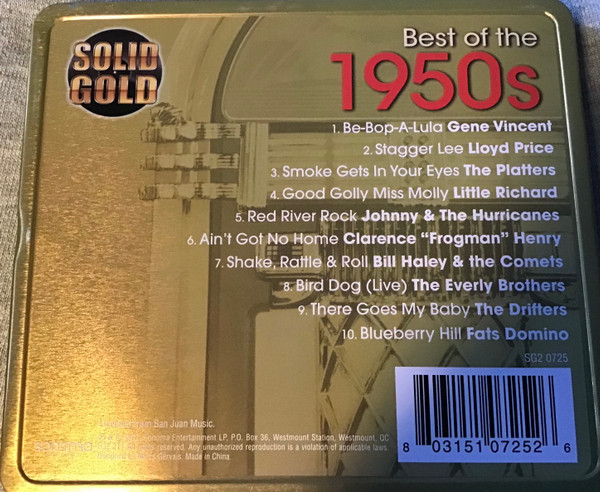 SOLID
GOLD
Best of the
1950s
1. Be-Bop-A-Lula Gene Vincent
2. Stagger Lee Lloyd Price
3. Smoke Gets In Your Eyes The Platters
4. Good Golly Miss Molly Little Richard
5. Red River Rock Johnny & The Hurricanes
6. Ain't Got No Home Clarence "Frogman" Henry
7. Shake, Rattle & Roll Bill Haley & the Comets
8. Bird Dog (Live) The Everly Brothers
9. There Goes My Baby The Drifters
10. Blueberry Hill Fats Domino
SG2 0725
San Juan Music.
Entertainment LP, P.O. Box 36, Westmount Station, Westmount, QC
reserved. Any unauthorized reproduction is a violation of applicable laws.
Gervais. Made in China.
8 03151 07252 6